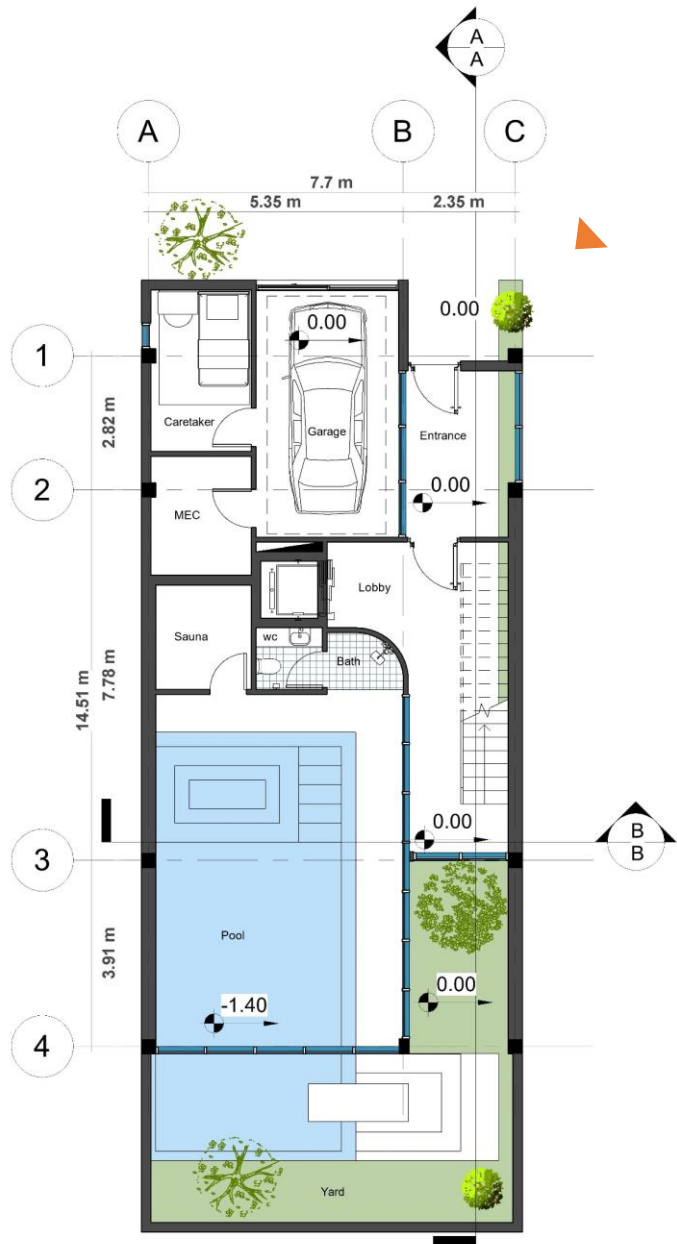 A
A
A
B
C
7.7 m
5.35 m
2.35 m
0.00
0.00
1
2.82 m
Caretaker
Garage
Entrance
2
MEC
0.00
Lobby
Sauna
wc
Bath
14.51 m
7.78 m
0.00
B
B
3
Pool
3.91 m
0.00
-1.40
4
Yard